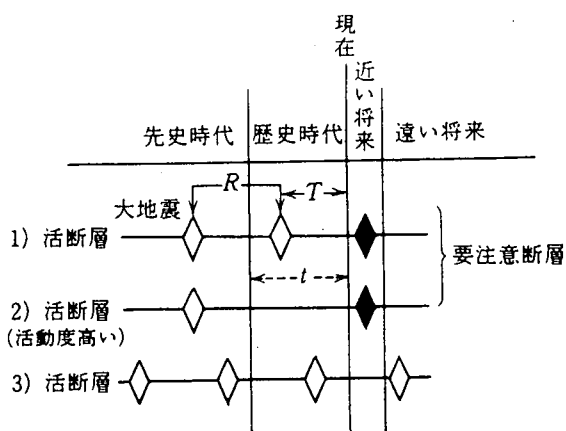 現在
近い将来
先史時代
歴史時代
遠い将来
R
T
大地震
1) 活断層
要注意断層
t
2) 活断層
(活動度高い)
3) 活断層